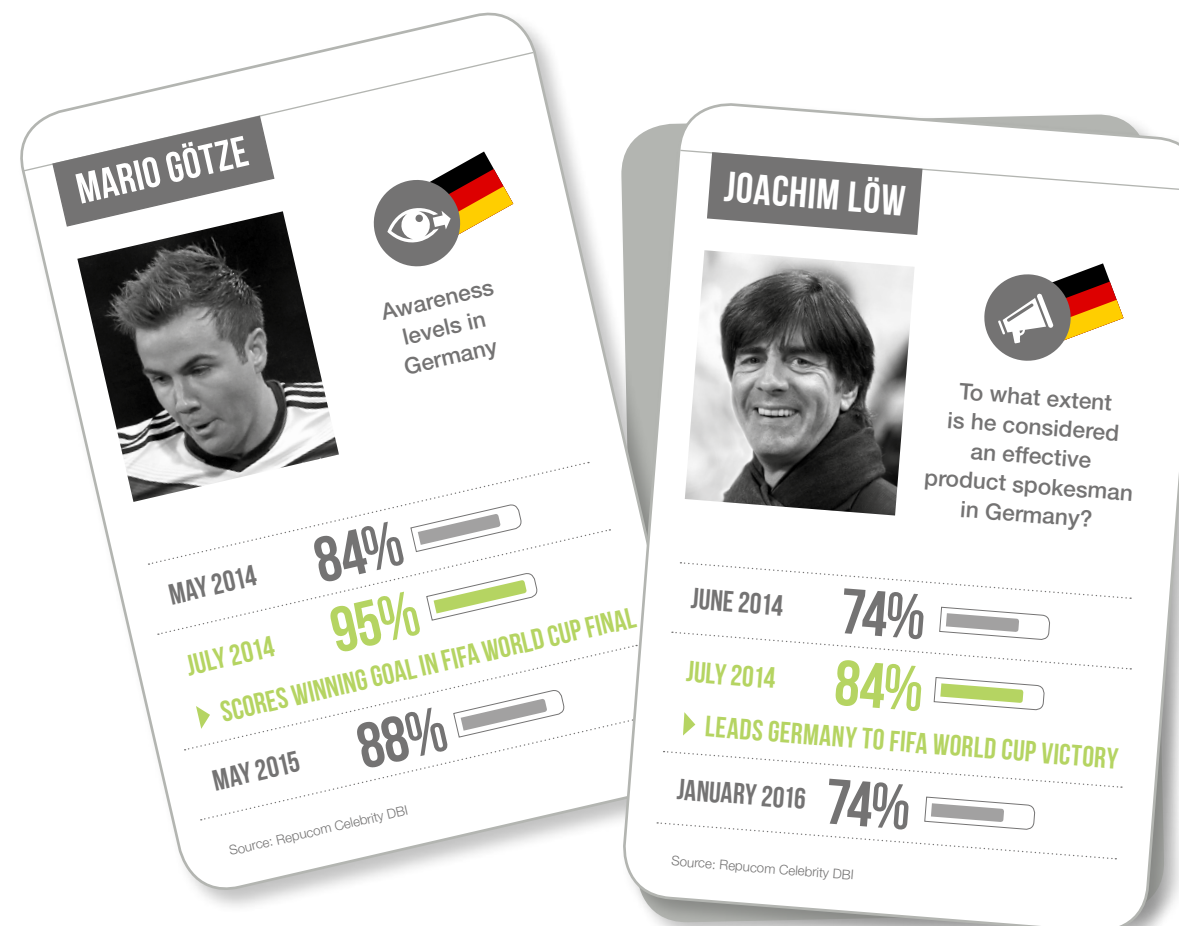 MARIO GÖTZE
Awareness
levels in
Germany
MAY 2014 84%
JULY 2014 95%
SCORES WINNING GOAL IN FIFA WORLD CUP FINAL
MAY 2015 88%
Source: Repucom Celebrity DBI
JOACHIM LÖW
To what extent
is he considered
an effective
product spokesman
in Germany?
JUNE 2014 74%
JULY 2014 84%
LEADS GERMANY TO FIFA WORLD CUP VICTORY
JANUARY 2016 74%
Source: Repucom Celebrity DBI